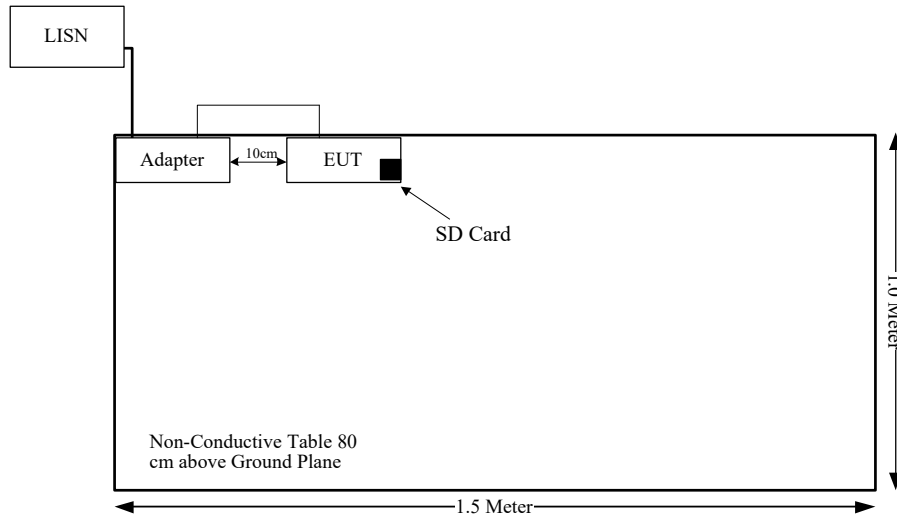 LISN
Adapter
10cm
EUT
SD Card
1.0 Meter
Non-Conductive Table 80
cm above Ground Plane
1.5 Meter